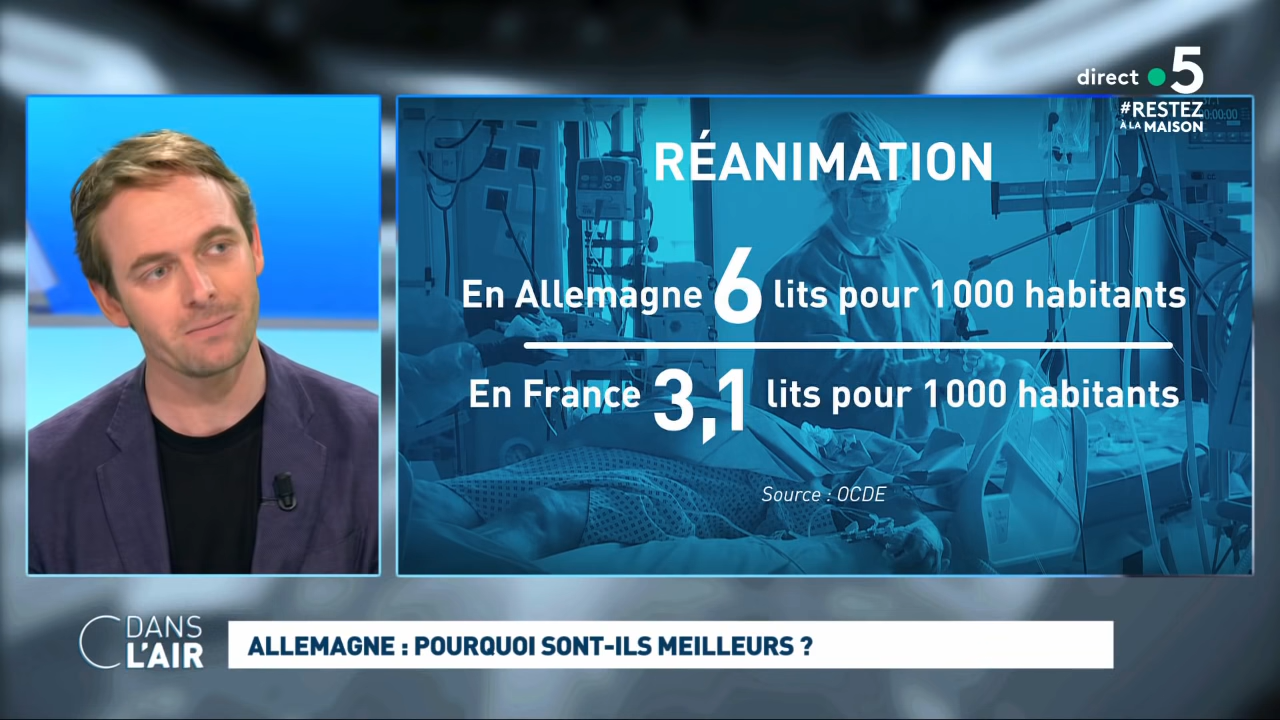 direct 5
#RESTEZ
À LA MAISON
RÉANIMATION
En Allemagne 6 lits pour 1000 habitants
En France 3,1 lits pour 1000 habitants
Source : OCDE
C DANS
L'AIR
ALLEMAGNE : POURQUOI SONT-ILS MEILLEURS ?